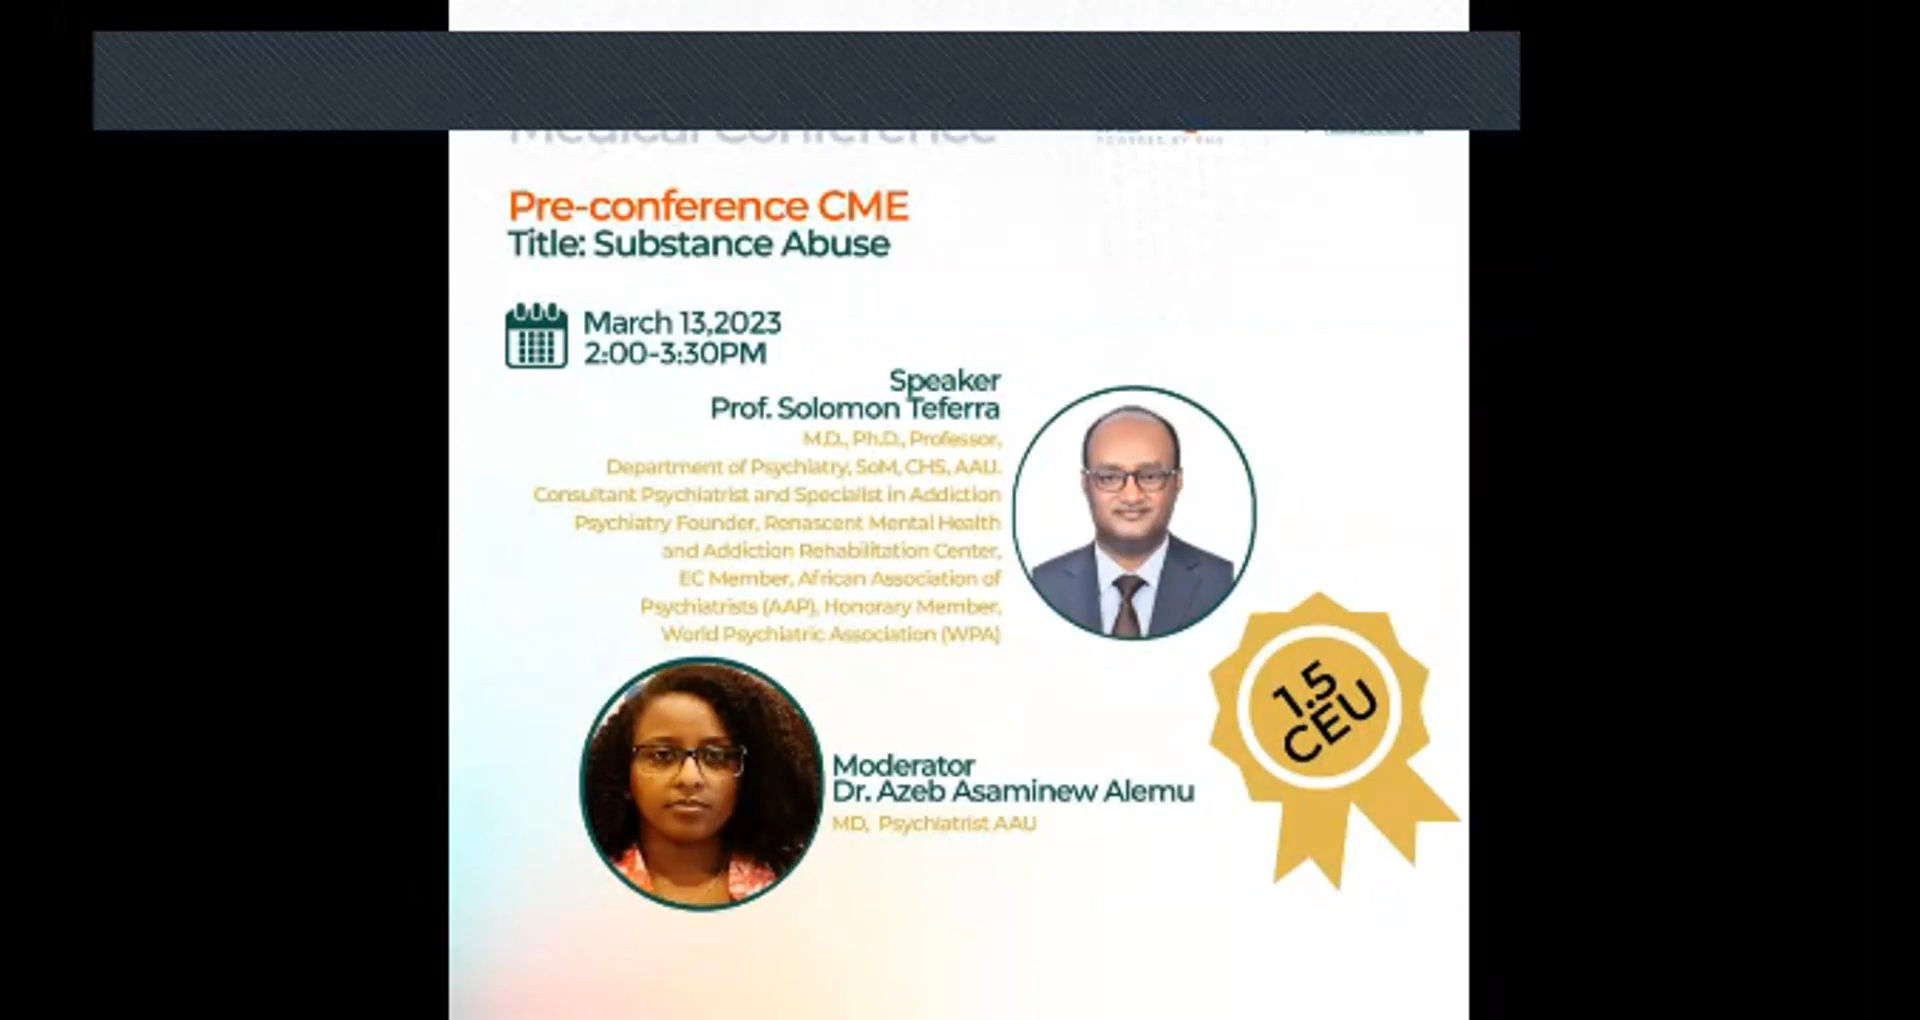 Medical Conference
Pre-conference CME
Title: Substance Abuse
March 13,2023
2:00-3:30PM
Speaker
Prof. Solomon Teferra
M.D., Ph.D., Professor,
Department of Psychiatry, SoM, CHS, AAU.
Consultant Psychiatrist and Specialist in Addiction
Psychiatry Founder, Renascent Mental Health
and Addiction Rehabilitation Center,
EC Member, African Association of
Psychiatrists (AAP), Honorary Member,
World Psychiatric Association (WPA)
1.5
CEU
Moderator
Dr. Azeb Asaminew Alemu
MD, Psychiatrist AAU